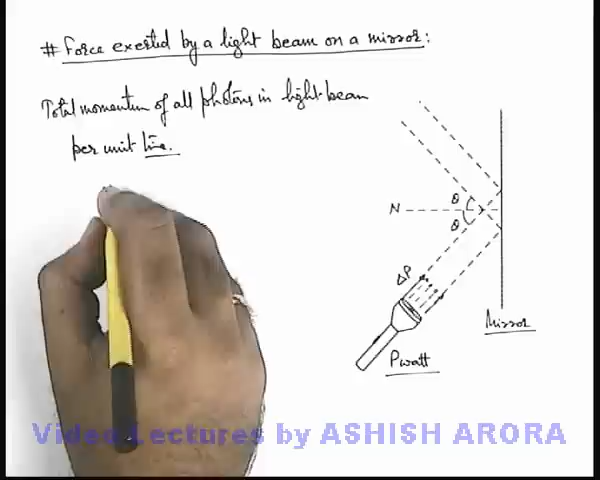 # Force exerted by a light beam on a mirror:
Total momentum of all photons in light beam
per unit time.
N
θ
θ
ΔP
Mirror
P watt
Video Lectures by ASHISH ARORA